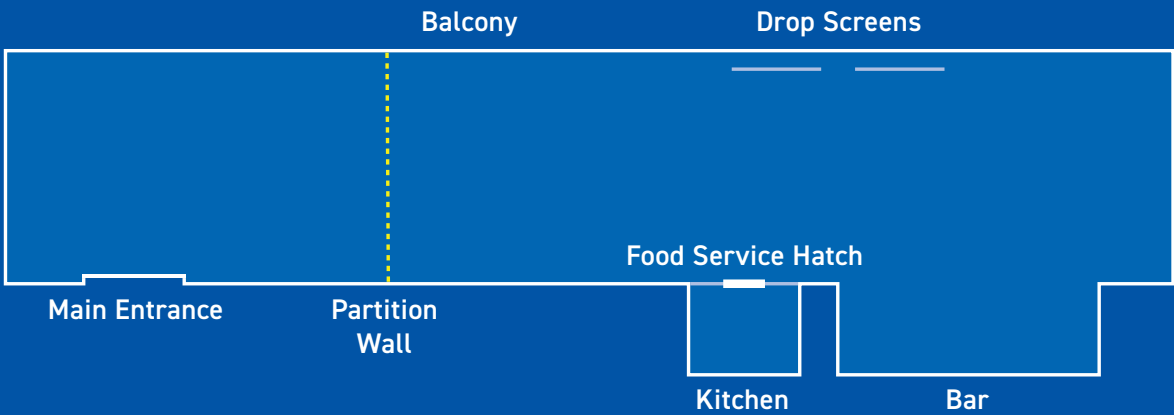 Balcony
Drop Screens
Food Service Hatch
Main Entrance
Partition
Wall
Kitchen
Bar